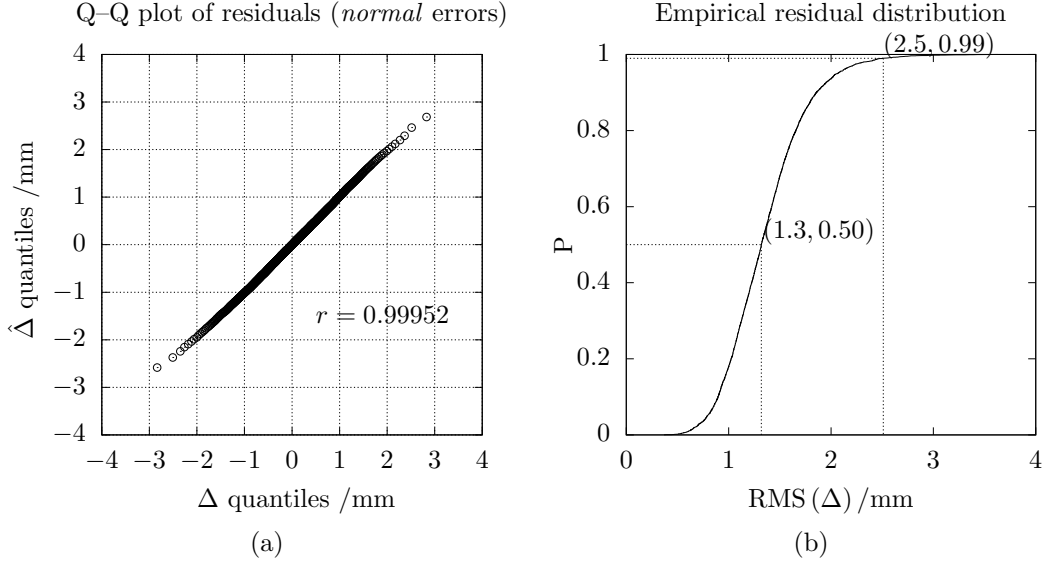 Q–Q plot of residuals (normal errors)
4
3
2
1
0
−1
−2
−3
−4
−4 −3 −2 −1 0 1 2 3 4
Δ̂ quantiles /mm
r = 0.99952
Δ quantiles /mm
(a)
Empirical residual distribution
(2.5, 0.99)
1
0.8
0.6
0.4
0.2
0
(1.3, 0.50)
P
0 1 2 3 4
RMS (Δ) /mm
(b)